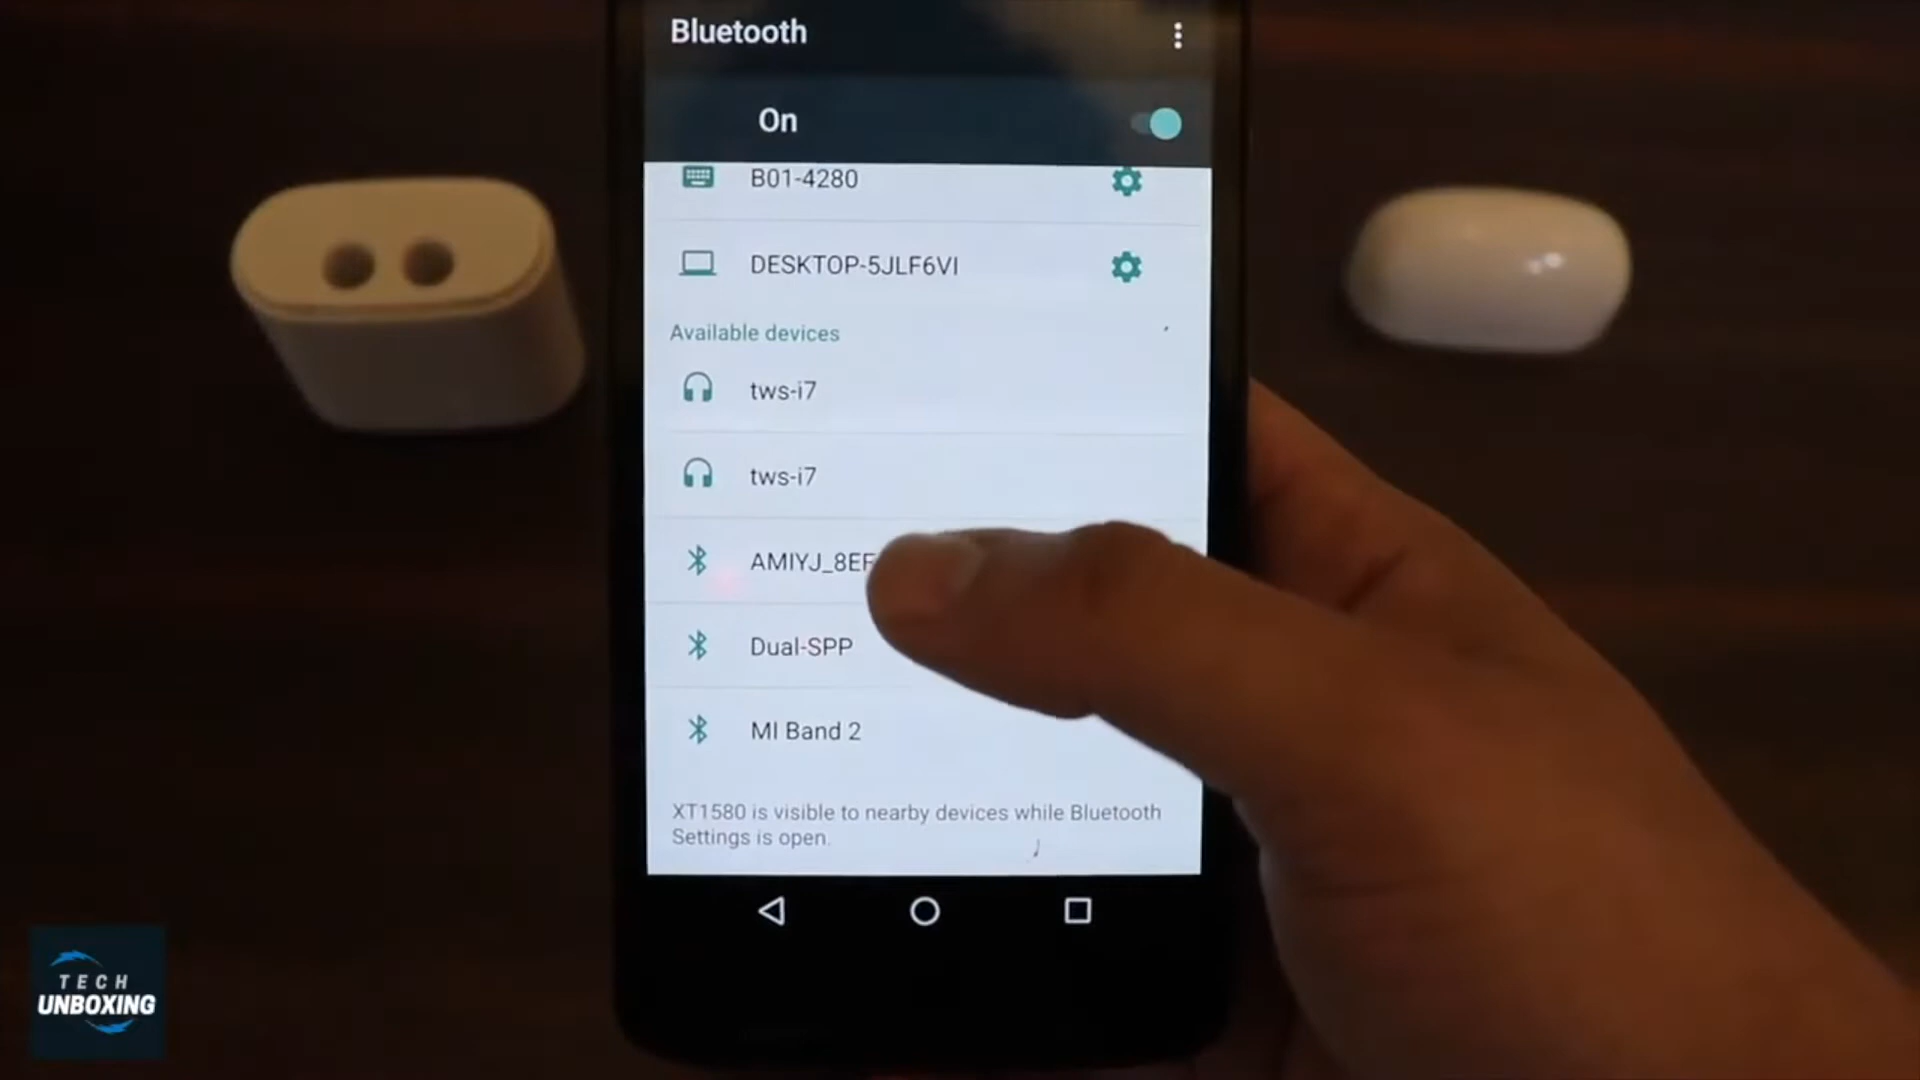 Bluetooth
On
B01-4280
DESKTOP-5JLF6VI
Available devices
tws-i7
tws-i7
AMIYJ_8EF
Dual-SPP
MI Band 2
XT1580 is visible to nearby devices while Bluetooth
Settings is open.
TECH
UNBOXING